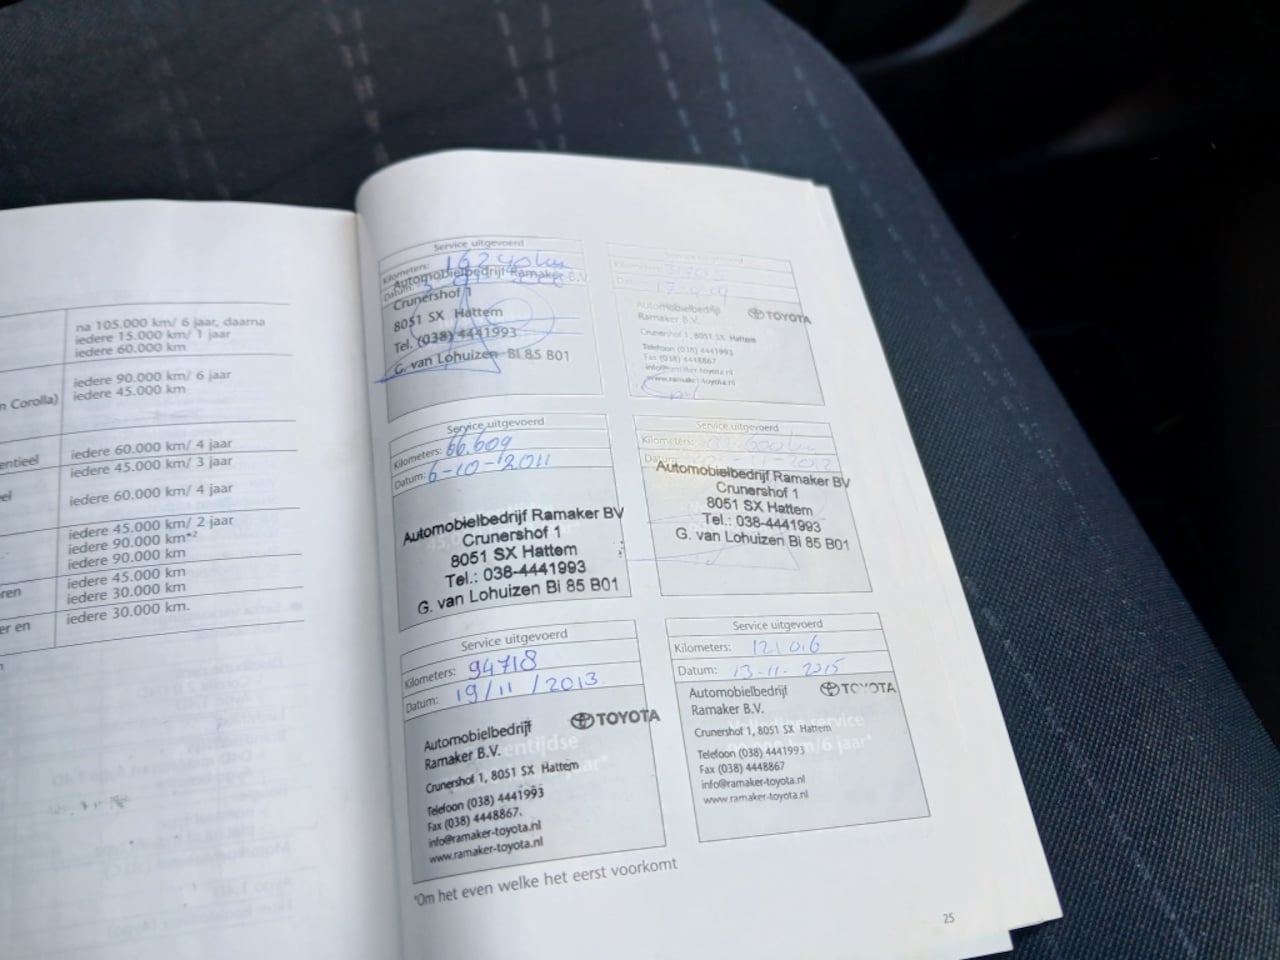 na 105.000 km/ 6 jaar, daarna
iedere 15.000 km/ 1 jaar
iedere 60.000 km
n Corolla)
iedere 90.000 km/ 6 jaar
iedere 45.000 km
entieel
iedere 60.000 km/ 4 jaar
eel
iedere 45.000 km/ 3 jaar
iedere 60.000 km/ 4 jaar
iedere 45.000 km/ 2 jaar
iedere 90.000 km*²
iedere 90.000 km
oren
iedere 45.000 km
iedere 30.000 km
er en
iedere 30.000 km.
Service uitgevoerd
Kilometers: 16240 km
Datum:
Automobielbedrijf Ramaker B.V
Crunershof 1
8051 SX Hattem
Tel. (038) 4441993
G. van Lohuizen BI 85 B01
Service uitgevoerd
Kilometers:
Automobielbedrijf
Ramaker B.V.
TOYOTA
Crunershof 1, 8051 SX Hattem
Telefoon (038) 4441993
Fax (038) 4448867
info@ramaker-toyota.nl
www.ramaker-toyota.nl
Service uitgevoerd
Kilometers: 66.609
Datum: 6-10-2011
Automobielbedrijf Ramaker BV
Crunershof 1
8051 SX Hattem
Tel.: 038-4441993
G. van Lohuizen Bi 85 B01
Service uitgevoerd
Kilometers:
Datum:
Automobielbedrijf Ramaker BV
Crunershof 1
8051 SX Hattem
Tel.: 038-4441993
G. van Lohuizen Bi 85 B01
Service uitgevoerd
Kilometers: 94718
Datum: 19/11/2013
Automobielbedrijf
Ramaker B.V.
TOYOTA
Crunershof 1, 8051 SX Hattem
Telefoon (038) 4441993
Fax (038) 4448867.
info@ramaker-toyota.nl
www.ramaker-toyota.nl
Service uitgevoerd
Kilometers: 121016
Datum: 13-11-2015
Automobielbedrijf
Ramaker B.V.
TOYOTA
Crunershof 1, 8051 SX Hattem
Telefoon (038) 4441993
Fax (038) 4448867
info@ramaker-toyota.nl
www.ramaker-toyota.nl
*Om het even welke het eerst voorkomt
25